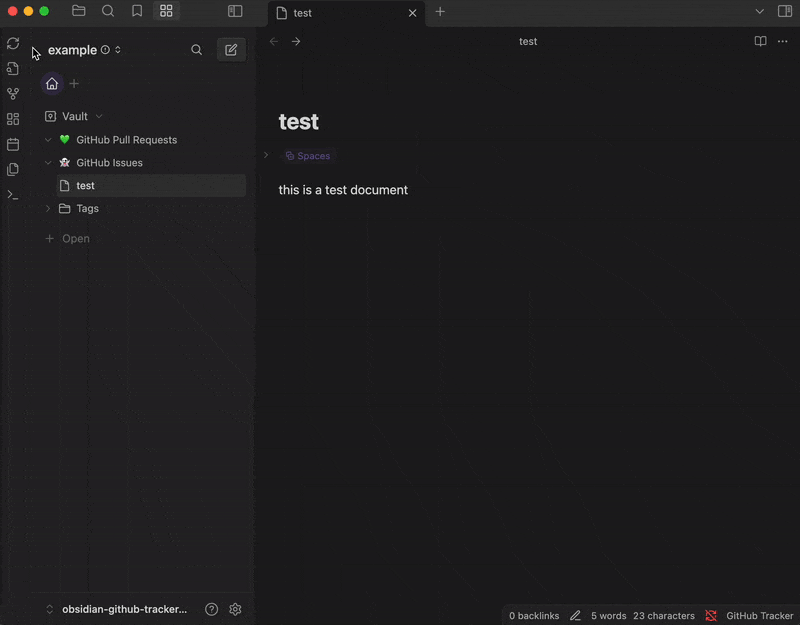 test
example
test
Vault
GitHub Pull Requests
test
GitHub Issues
Spaces
test
this is a test document
Tags
Open
obsidian-github-tracker...
0 backlinks
5 words
23 characters
GitHub Tracker